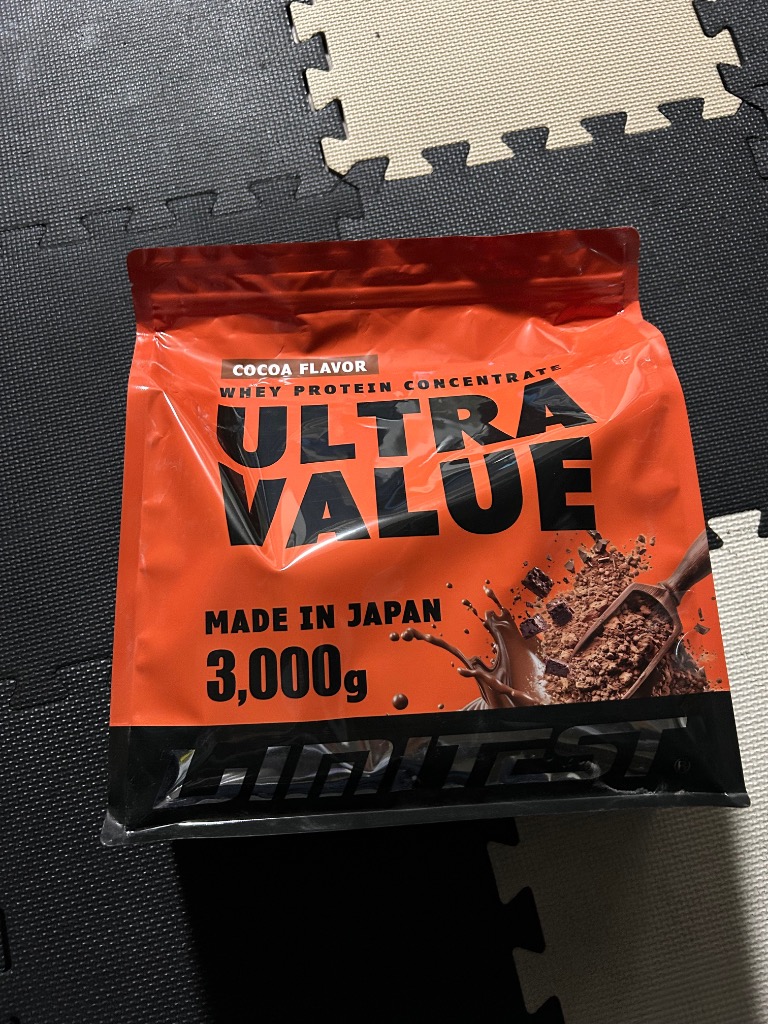 COCOA FLAVOR
WHEY PROTEIN CONCENTRATE
ULTRA
VALUE
MADE IN JAPAN
3,000g
LIMITEST